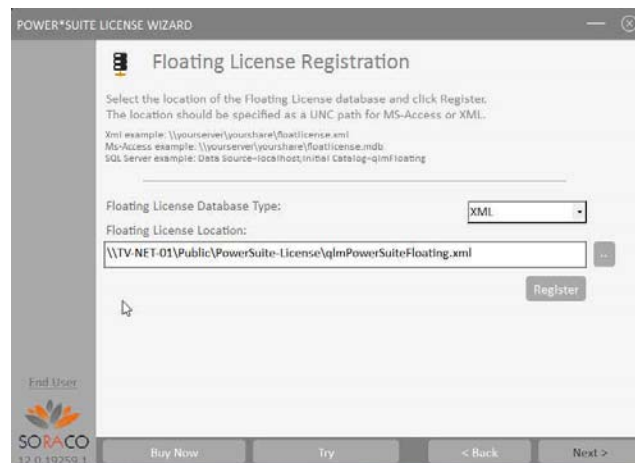 POWER*SUITE LICENSE WIZARD
Floating License Registration
Select the location of the Floating License database and click Register.
The location should be specified as a UNC path for MS-Access or XML.
Xml example: \\yourserver\yourshare\floatlicense.xml
Ms-Access example: \\yourserver\yourshare\floatlicense.mdb
SQL Server example: Data Source=localhost;Initial Catalog=qlmFloating
Floating License Database Type:
XML
Floating License Location:
\\TV-NET-01\Public\PowerSuite-License\qlmPowerSuiteFloating.xml
..
Register
End User
SORACO
12.0.19259.1
Buy Now
Try
< Back
Next >